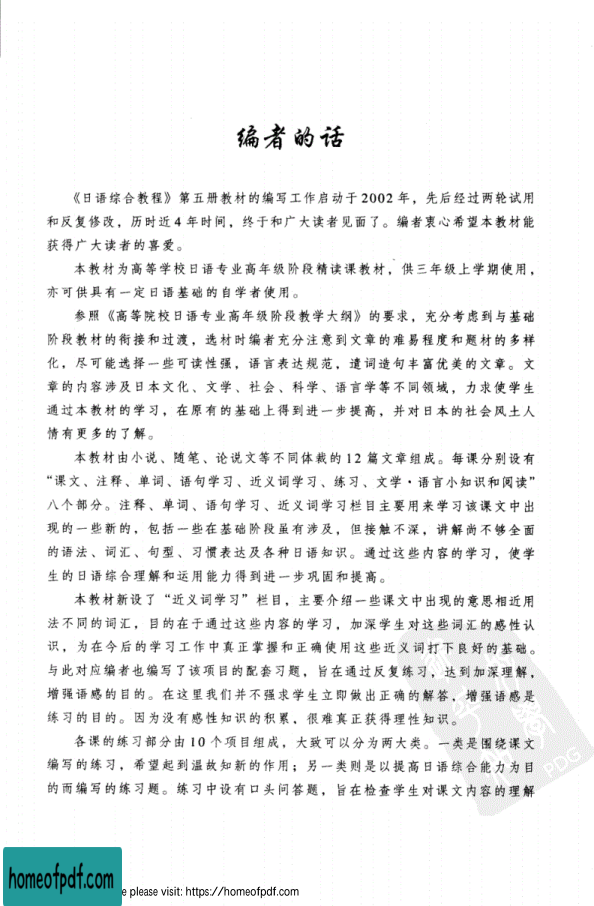 编者的话
《日语综合教程》第五册教材的编写工作启动于2002年，先后经过两轮试用
和反复修改，历时近4年时间，终于和广大读者见面了。编者衷心希望本教材能
获得广大读者的喜爱。
本教材为高等学校日语专业高年级阶段精读课教材，供三年级上学期使用，
亦可供具有一定日语基础的自学者使用。
参照《高等院校日语专业高年级阶段教学大纲》的要求，充分考虑到与基础
阶段教材的衔接和过渡，选材时编者充分注意到文章的难易程度和题材的多样
化，尽可能选择一些可读性强，语言表达规范，遣词造句丰富优美的文章。文
章的内容涉及日本文化、文学、社会、科学、语言学等不同领域，力求使学生
通过本教材的学习，在原有的基础上得到进一步提高，并对日本的社会风土人
情有更多的了解。
本教材由小说、随笔、论说文等不同体裁的12篇文章组成。每课分别设有
“课文、注释、单词、语句学习、近义词学习、练习、文学·语言小知识和阅读”
八个部分。注释、单词、语句学习、近义词学习栏目主要用来学习该课文中出
现的一些新的，包括一些在基础阶段虽有涉及，但接触不深，讲解尚不够全面
的语法、词汇、句型、习惯表达及各种日语知识。通过这些内容的学习，使学
生的日语综合理解和运用能力得到进一步巩固和提高。
本教材新设了“近义词学习”栏目，主要介绍一些课文中出现的意思相近用
法不同的词汇，目的在于通过这些内容的学习，加深学生对这些词汇的感性认
识，为在今后的学习工作中真正掌握和正确使用这些近义词打下良好的基础。
与此对应编者也编写了该项目的配套习题，旨在通过反复练习，达到加深理解，
增强语感的目的。在这里我们并不强求学生立即做出正确的解答，增强语感是
练习的目的。因为没有感性知识的积累，很难真正获得理性知识。
各课的练习部分由10个项目组成，大致可以分为两大类。一类是围绕课文
编写的练习，希望起到温故知新的作用；另一类则是以提高日语综合能力为目
的而编写的练习题。练习中设有口头问答题，旨在检查学生对课文内容的理解
PDG
homeofpdf.com
e please visit: https://homeofpdf.com